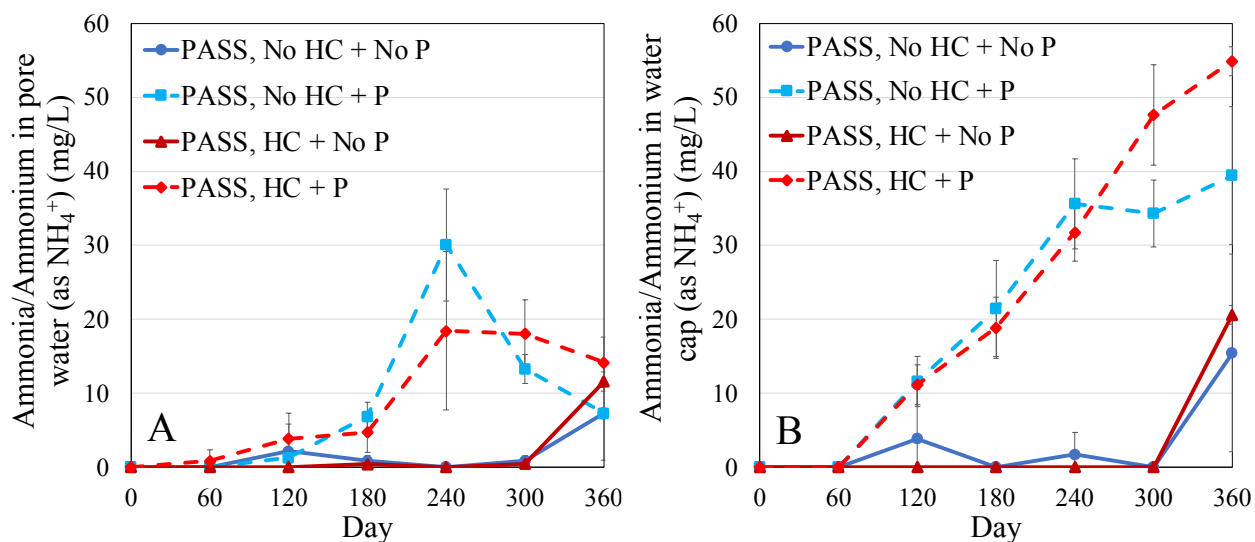 Ammonia/Ammonium in pore
water (as NH₄⁺) (mg/L)
60
50
40
30
20
10
0
PASS, No HC + No P
PASS, No HC + P
PASS, HC + No P
PASS, HC + P
A
0 60 120 180 240 300 360
Day
Ammonia/Ammonium in water
cap (as NH₄⁺) (mg/L)
60
50
40
30
20
10
0
PASS, No HC + No P
PASS, No HC + P
PASS, HC + No P
PASS, HC + P
B
0 60 120 180 240 300 360
Day